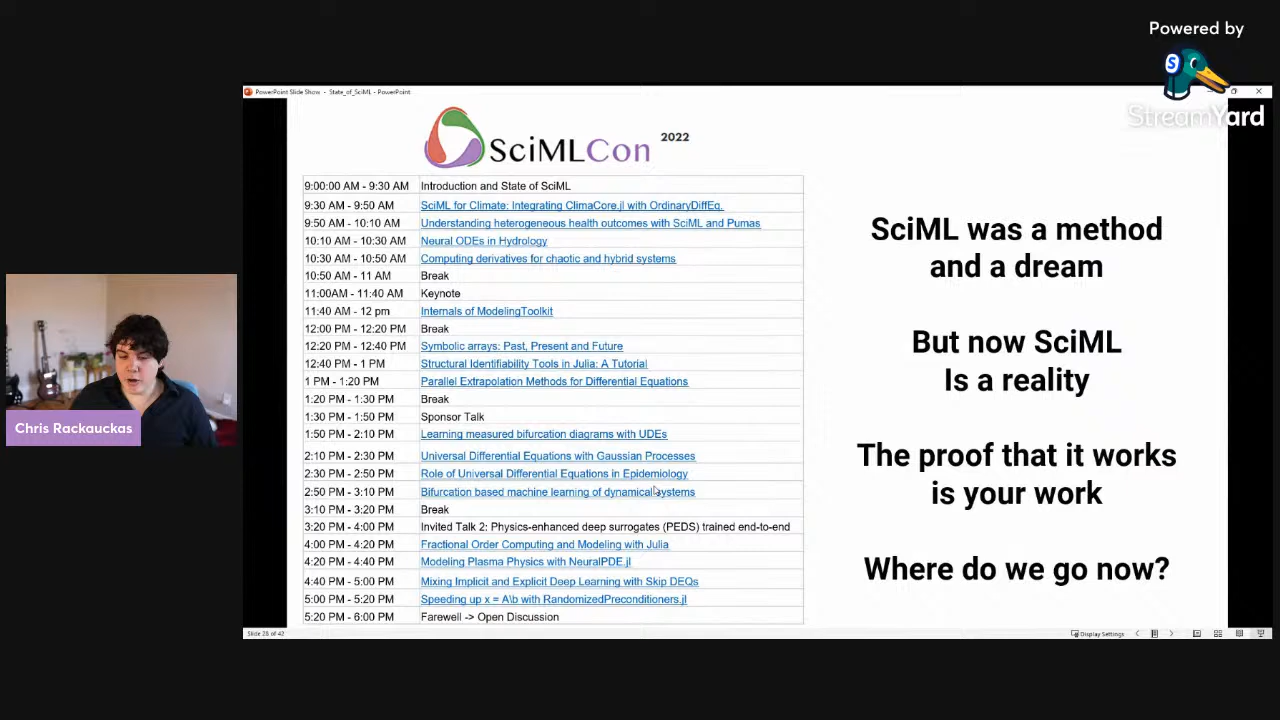 Powered by
S
StreamYard
PowerPoint Slide Show - State_of_SciML - PowerPoint
SciMLCon 2022
9:00:00 AM - 9:30 AM Introduction and State of SciML
9:30 AM - 9:50 AM SciML for Climate: Integrating ClimaCore.jl with OrdinaryDiffEq.
9:50 AM - 10:10 AM Understanding heterogeneous health outcomes with SciML and Pumas
10:10 AM - 10:30 AM Neural ODEs in Hydrology
10:30 AM - 10:50 AM Computing derivatives for chaotic and hybrid systems
10:50 AM - 11 AM Break
11:00AM - 11:40 AM Keynote
11:40 AM - 12 pm Internals of ModelingToolkit
12:00 PM - 12:20 PM Break
12:20 PM - 12:40 PM Symbolic arrays: Past, Present and Future
12:40 PM - 1 PM Structural Identifiability Tools in Julia: A Tutorial
1 PM - 1:20 PM Parallel Extrapolation Methods for Differential Equations
1:20 PM - 1:30 PM Break
1:30 PM - 1:50 PM Sponsor Talk
1:50 PM - 2:10 PM Learning measured bifurcation diagrams with UDEs
2:10 PM - 2:30 PM Universal Differential Equations with Gaussian Processes
2:30 PM - 2:50 PM Role of Universal Differential Equations in Epidemiology
2:50 PM - 3:10 PM Bifurcation based machine learning of dynamical systems
3:10 PM - 3:20 PM Break
3:20 PM - 4:00 PM Invited Talk 2: Physics-enhanced deep surrogates (PEDS) trained end-to-end
4:00 PM - 4:20 PM Fractional Order Computing and Modeling with Julia
4:20 PM - 4:40 PM Modeling Plasma Physics with NeuralPDE.jl
4:40 PM - 5:00 PM Mixing Implicit and Explicit Deep Learning with Skip DEQs
5:00 PM - 5:20 PM Speeding up x = A\b with RandomizedPreconditioners.jl
5:20 PM - 6:00 PM Farewell -> Open Discussion
SciML was a method
and a dream
But now SciML
Is a reality
The proof that it works
is your work
Where do we go now?
Chris Rackauckas
Slide 28 of 42
Display Settings